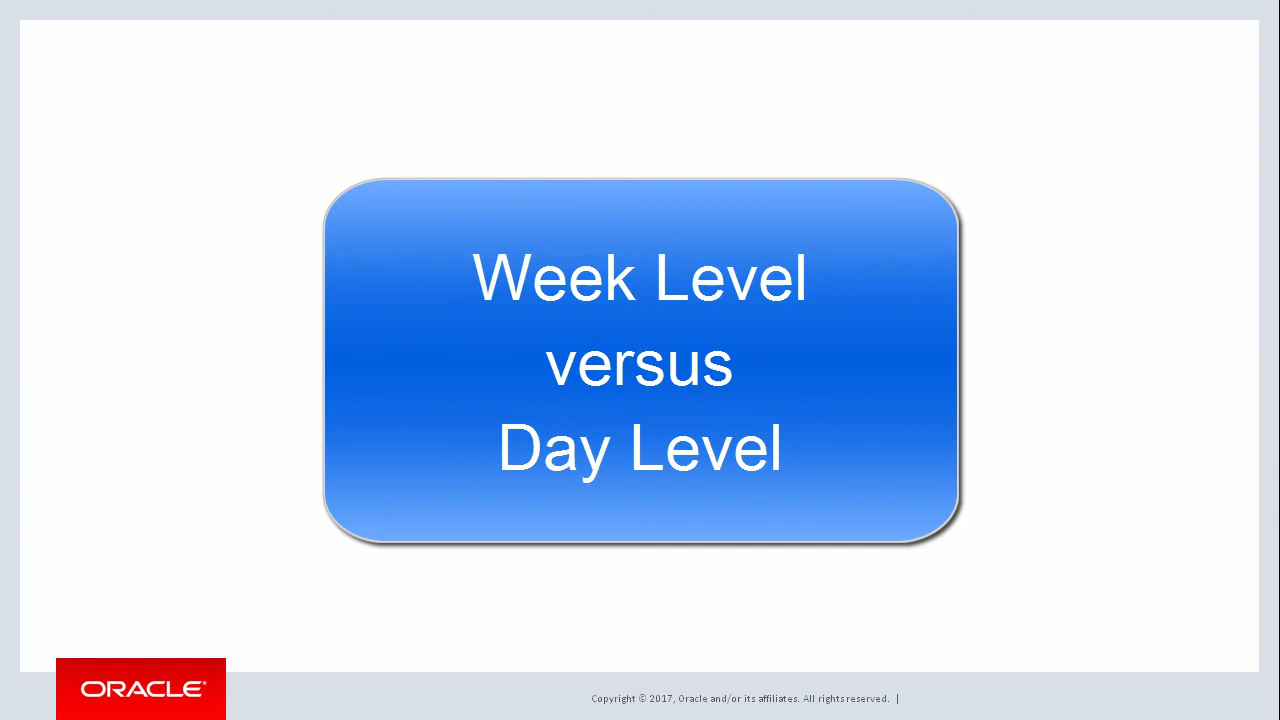 Week Level
versus
Day Level
ORACLE®
Copyright © 2017, Oracle and/or its affiliates. All rights reserved. |